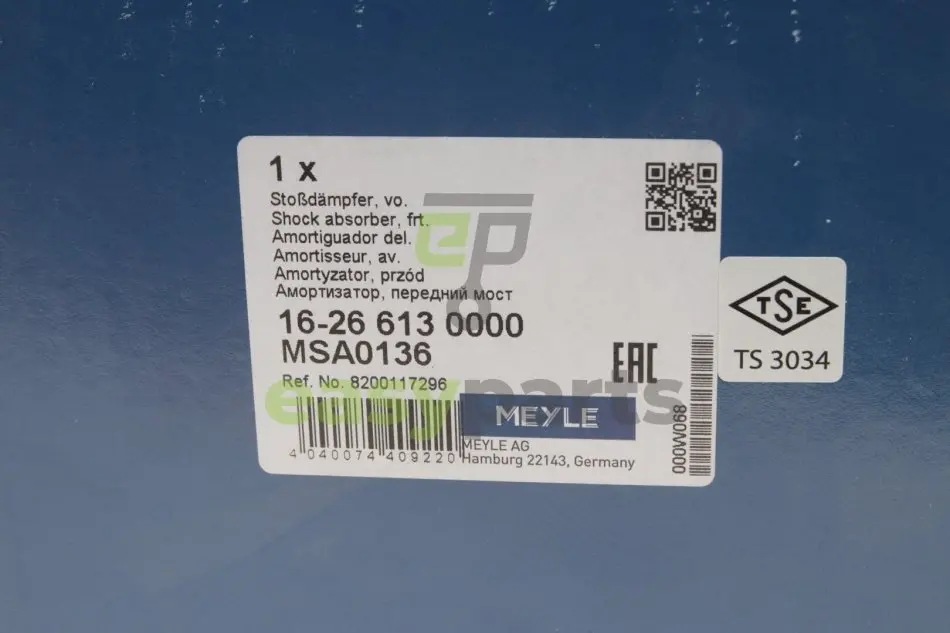 1 x
Stoßdämpfer, vo.
Shock absorber, frt.
Amortiguador del.
Amortisseur, av.
Amortyzator, przód
Амортизатор, передний мост
16-26 613 0000
MSA0136
Ref. No. 8200117296
4 040074 409220
MEYLE
MEYLE AG
Hamburg 22143, Germany
EAC
000W068
TSE
TS 3034
ep
easyparts